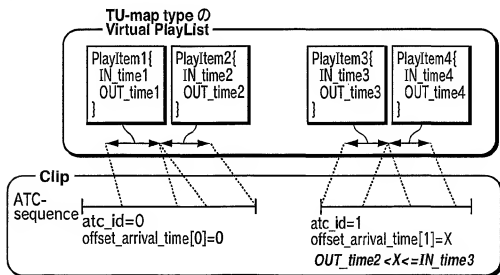 TU-map type の
Virtual PlayList
PlayItem1{
IN_time1
OUT_time1
}
PlayItem2{
IN_time2
OUT_time2
}
PlayItem3{
IN_time3
OUT_time3
}
PlayItem4{
IN_time4
OUT_time4
}
Clip
ATC-
sequence
atc_id=0
offset_arrival_time[0]=0
atc_id=1
offset_arrival_time[1]=X
OUT_time2<X<=IN_time3